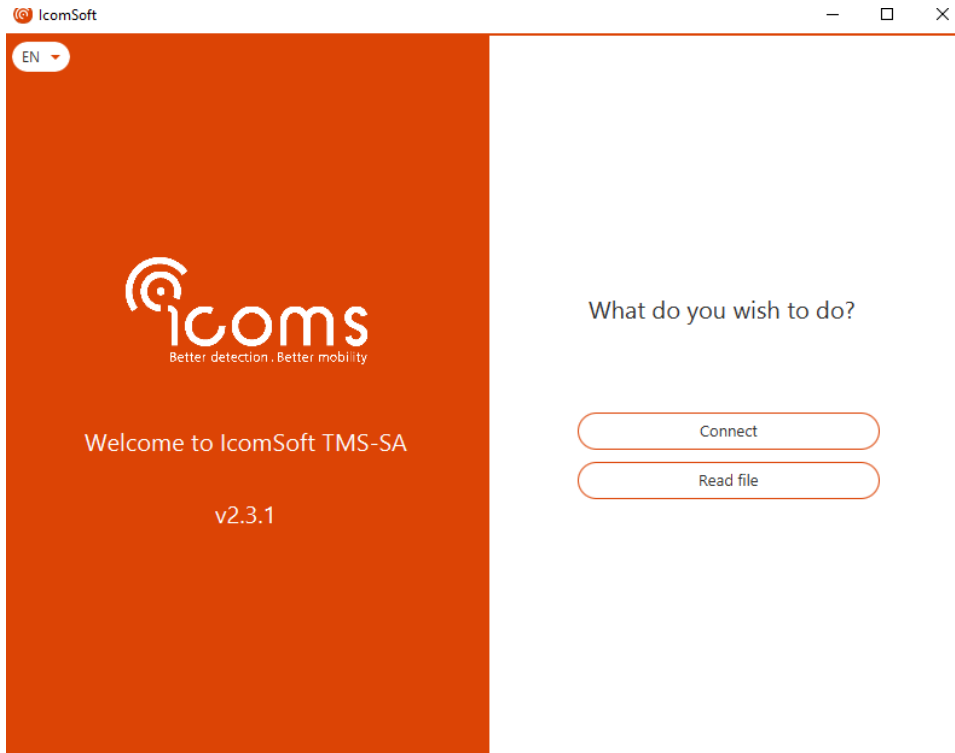 IcomSoft
EN
icoms
Better detection. Better mobility
Welcome to IcomSoft TMS-SA
v2.3.1
What do you wish to do?
Connect
Read file